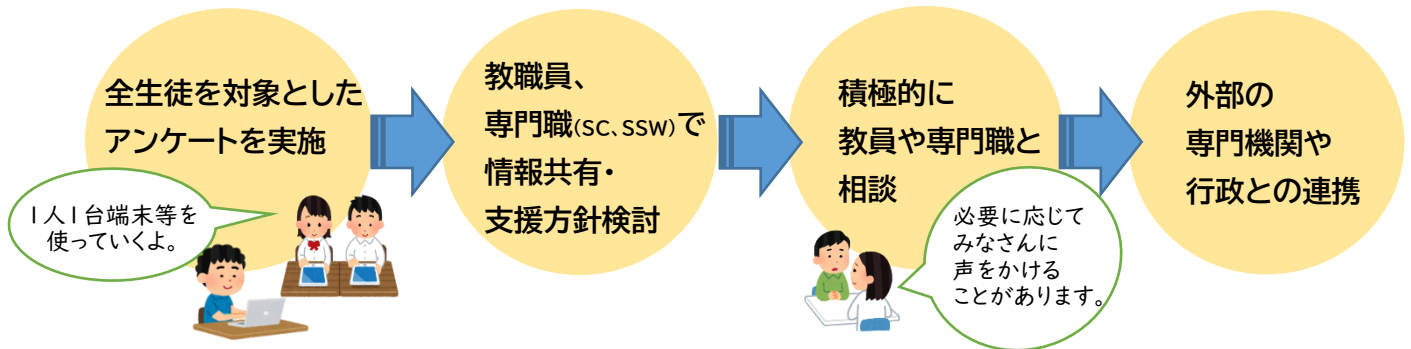 全生徒を対象とした
アンケートを実施
1人1台端末等を
使っていくよ。
教職員、
専門職(SC、SSW)で
情報共有・
支援方針検討
積極的に
教員や専門職と
相談
必要に応じて
みなさんに
声をかける
ことがあります。
外部の
専門機関や
行政との連携